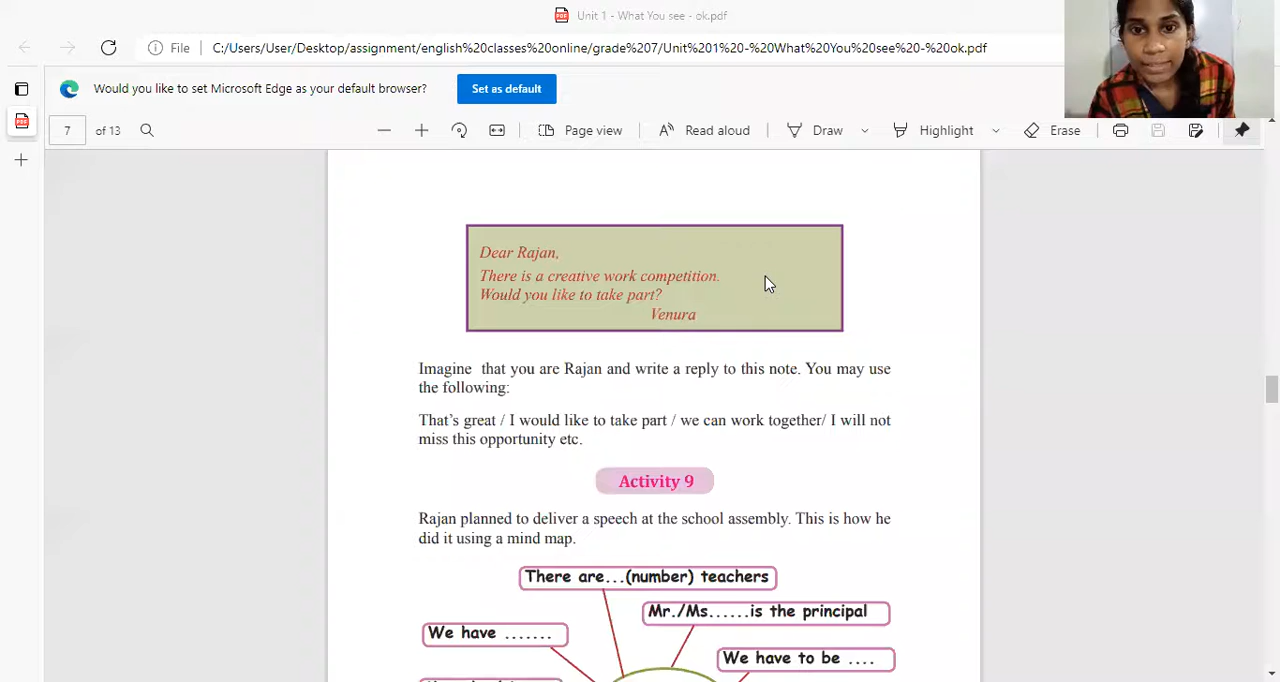 Unit 1 - What You see - ok.pdf
File
C:/Users/User/Desktop/assignment/english%20classes%20online/grade%207/Unit%201%20-%20What%20You%20see%20-%20ok.pdf
Would you like to set Microsoft Edge as your default browser?
Set as default
7 of 13
Page view
Read aloud
Draw
Highlight
Erase
Dear Rajan,
There is a creative work competition.
Would you like to take part?
Venura
Imagine that you are Rajan and write a reply to this note. You may use
the following:
That's great / I would like to take part / we can work together/ I will not
miss this opportunity etc.
Activity 9
Rajan planned to deliver a speech at the school assembly. This is how he
did it using a mind map.
There are...(number) teachers
Mr./Ms......is the principal
We have .......
We have to be ....